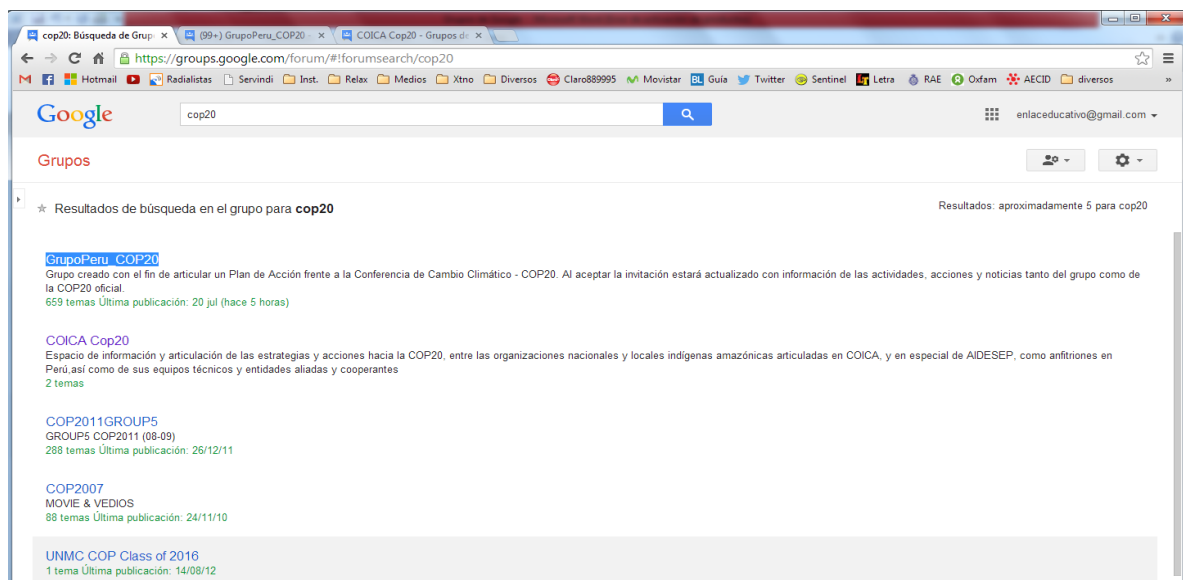 cop20: Búsqueda de Grup
(99+) GrupoPeru_COP20 -
COICA Cop20 - Grupos de
https://groups.google.com/forum/#!forumsearch/cop20
Hotmail Radialistas Servindi Inst. Relax Medios Xtno Diversos Claro889995 Movistar BL Guía Twitter Sentinel LT Letra RAE Oxfam AECID diversos »
Google cop20 enlaceducativo@gmail.com
Grupos
Resultados de búsqueda en el grupo para cop20 Resultados: aproximadamente 5 para cop20
GrupoPeru_COP20
Grupo creado con el fin de articular un Plan de Acción frente a la Conferencia de Cambio Climático - COP20. Al aceptar la invitación estará actualizado con información de las actividades, acciones y noticias tanto del grupo como de
la COP20 oficial.
659 temas Última publicación: 20 jul (hace 5 horas)
COICA Cop20
Espacio de información y articulación de las estrategias y acciones hacia la COP20, entre las organizaciones nacionales y locales indígenas amazónicas articuladas en COICA, y en especial de AIDESEP, como anfitriones en
Perú,así como de sus equipos técnicos y entidades aliadas y cooperantes
2 temas
COP2011GROUP5
GROUP5 COP2011 (08-09)
288 temas Última publicación: 26/12/11
COP2007
MOVIE & VEDIOS
88 temas Última publicación: 24/11/10
UNMC COP Class of 2016
1 tema Última publicación: 14/08/12